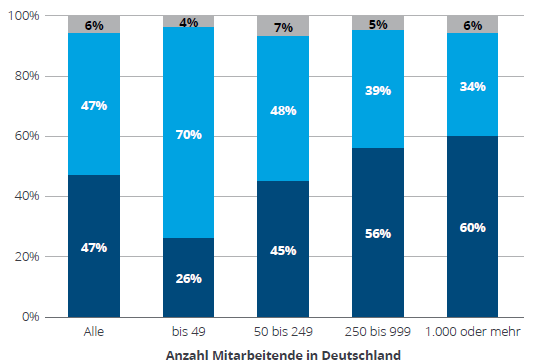 100%
80%
60%
40%
20%
0%
6% 4% 7% 5% 6%
47% 70% 48% 39% 34%
47% 26% 45% 56% 60%
Alle bis 49 50 bis 249 250 bis 999 1.000 oder mehr
Anzahl Mitarbeitende in Deutschland